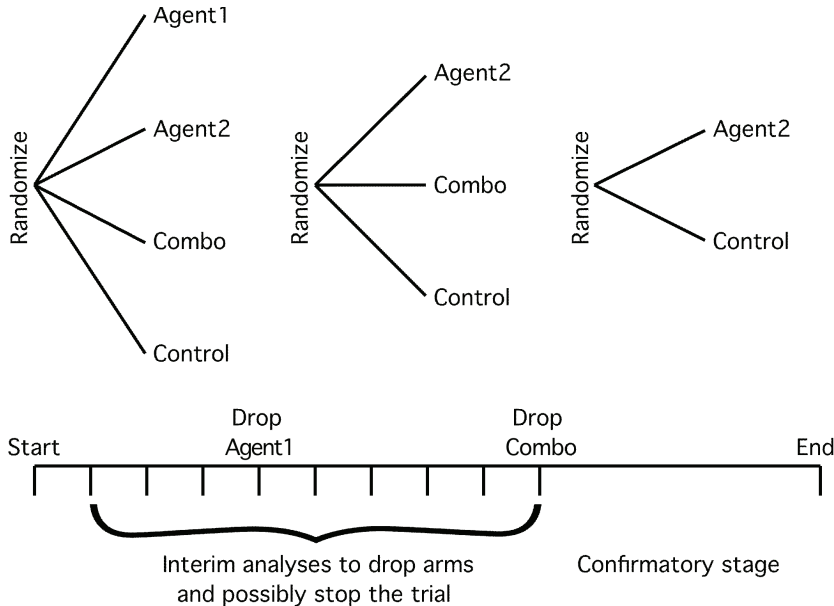 Randomize
Agent1
Agent2
Combo
Control
Randomize
Agent2
Combo
Control
Randomize
Agent2
Control
Start
Drop
Agent1
Drop
Combo
End
Interim analyses to drop arms
and possibly stop the trial
Confirmatory stage